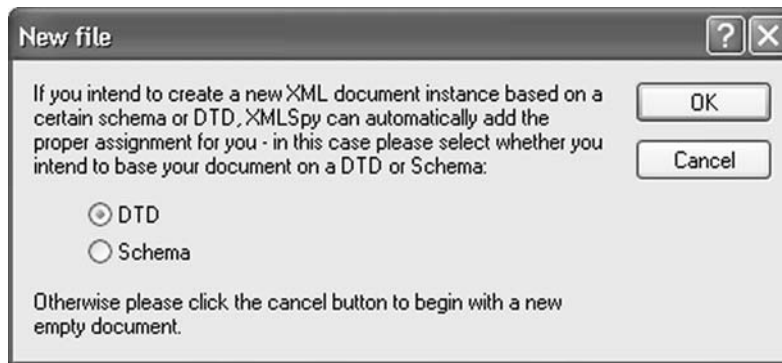 New file
If you intend to create a new XML document instance based on a
certain schema or DTD, XMLSpy can automatically add the
proper assignment for you - in this case please select whether you
intend to base your document on a DTD or Schema:
OK
Cancel
DTD
Schema
Otherwise please click the cancel button to begin with a new
empty document.